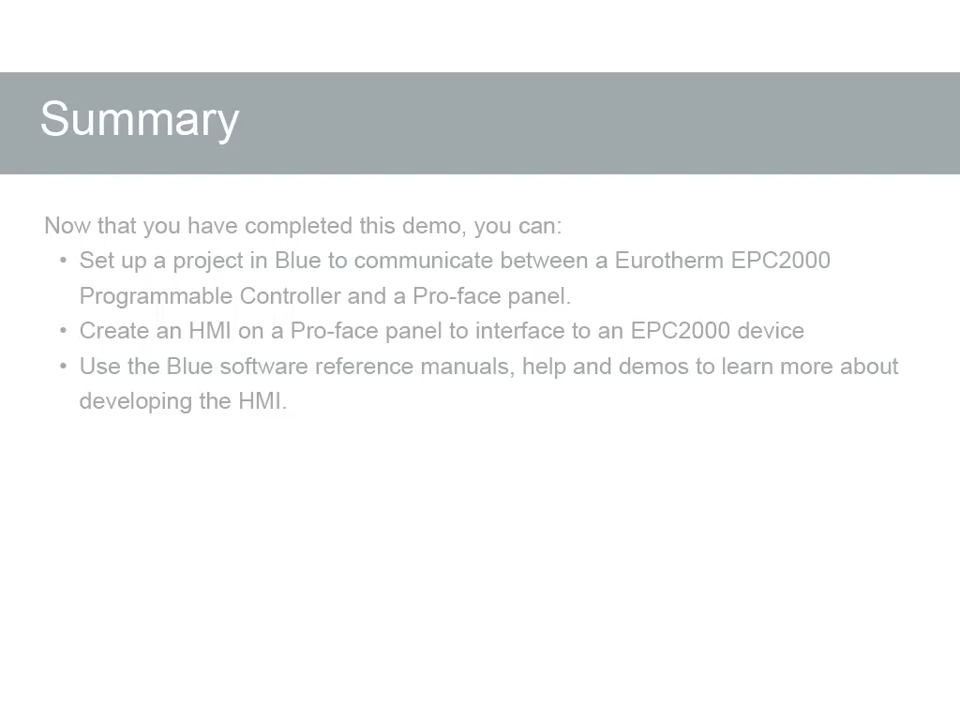 Summary
Now that you have completed this demo, you can:
• Set up a project in Blue to communicate between a Eurotherm EPC2000
Programmable Controller and a Pro-face panel.
• Create an HMI on a Pro-face panel to interface to an EPC2000 device
• Use the Blue software reference manuals, help and demos to learn more about
developing the HMI.